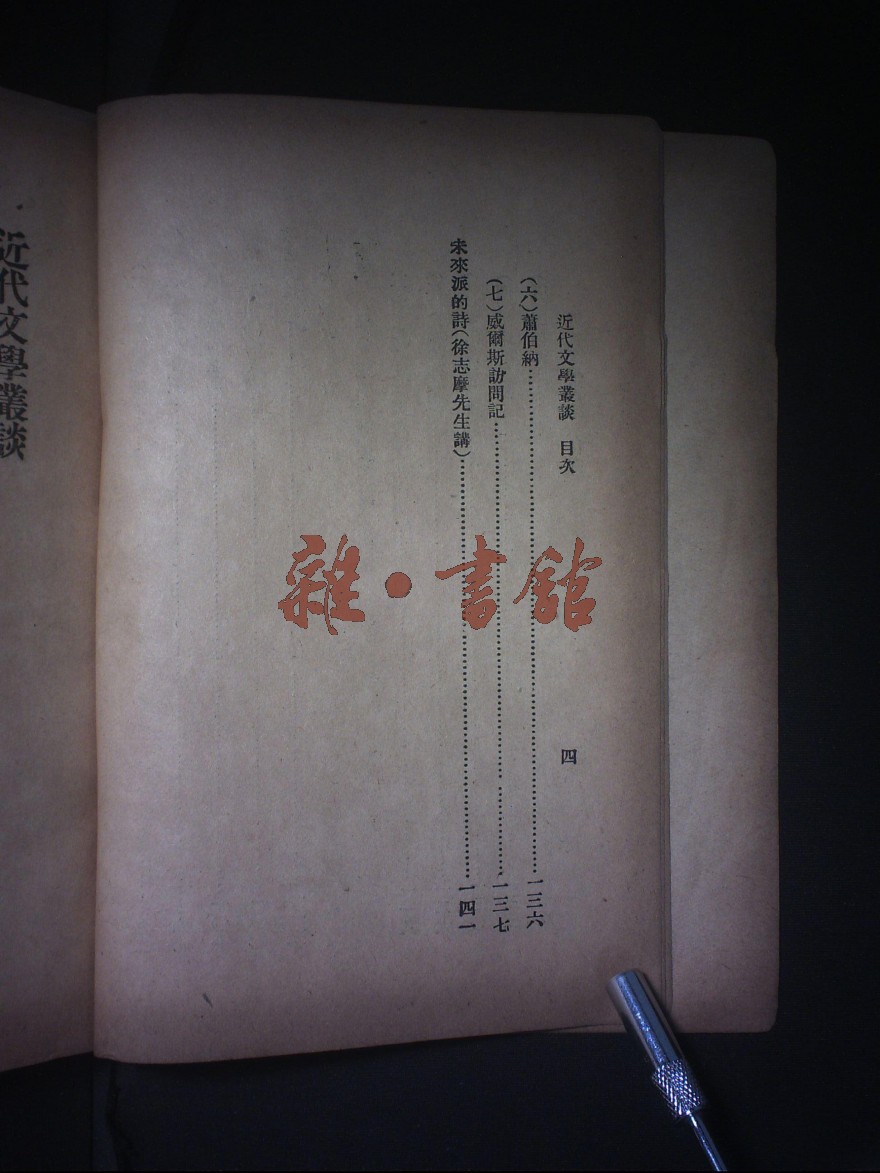 近代文學叢談 目次
四
(六)蕭伯納……一三六
(七)威爾斯訪問記……一三七
未來派的詩(徐志摩先生講)……一四一
近代文學叢談
雜·書館